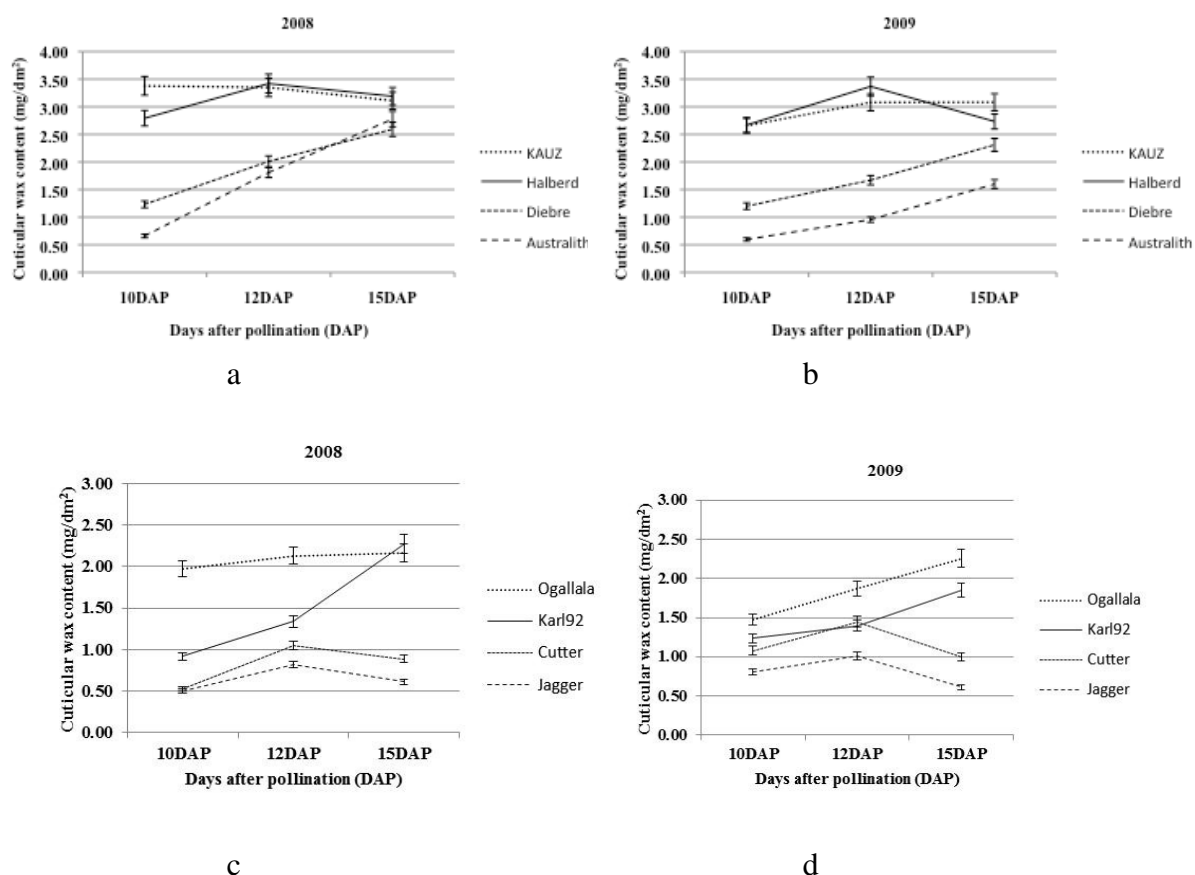 2008
Cuticular wax content (mg/dm²)
4.00
3.50
3.00
2.50
2.00
1.50
1.00
0.50
0.00
10DAP 12DAP 15DAP
Days after pollination (DAP)
KAUZ
Halberd
Diebre
Australith
a
2009
Cuticular wax content (mg/dm²)
4.00
3.50
3.00
2.50
2.00
1.50
1.00
0.50
0.00
10DAP 12DAP 15DAP
Days after pollination (DAP)
KAUZ
Halberd
Diebre
Australith
b
2008
Cuticular wax content (mg/dm²)
3.00
2.50
2.00
1.50
1.00
0.50
0.00
10DAP 12DAP 15DAP
Days after pollination (DAP)
Ogallala
Karl92
Cutter
Jagger
c
2009
Cuticular wax content (mg/dm²)
3.00
2.50
2.00
1.50
1.00
0.50
0.00
10DAP 12DAP 15DAP
Days after pollination (DAP)
Ogallala
Karl92
Cutter
Jagger
d